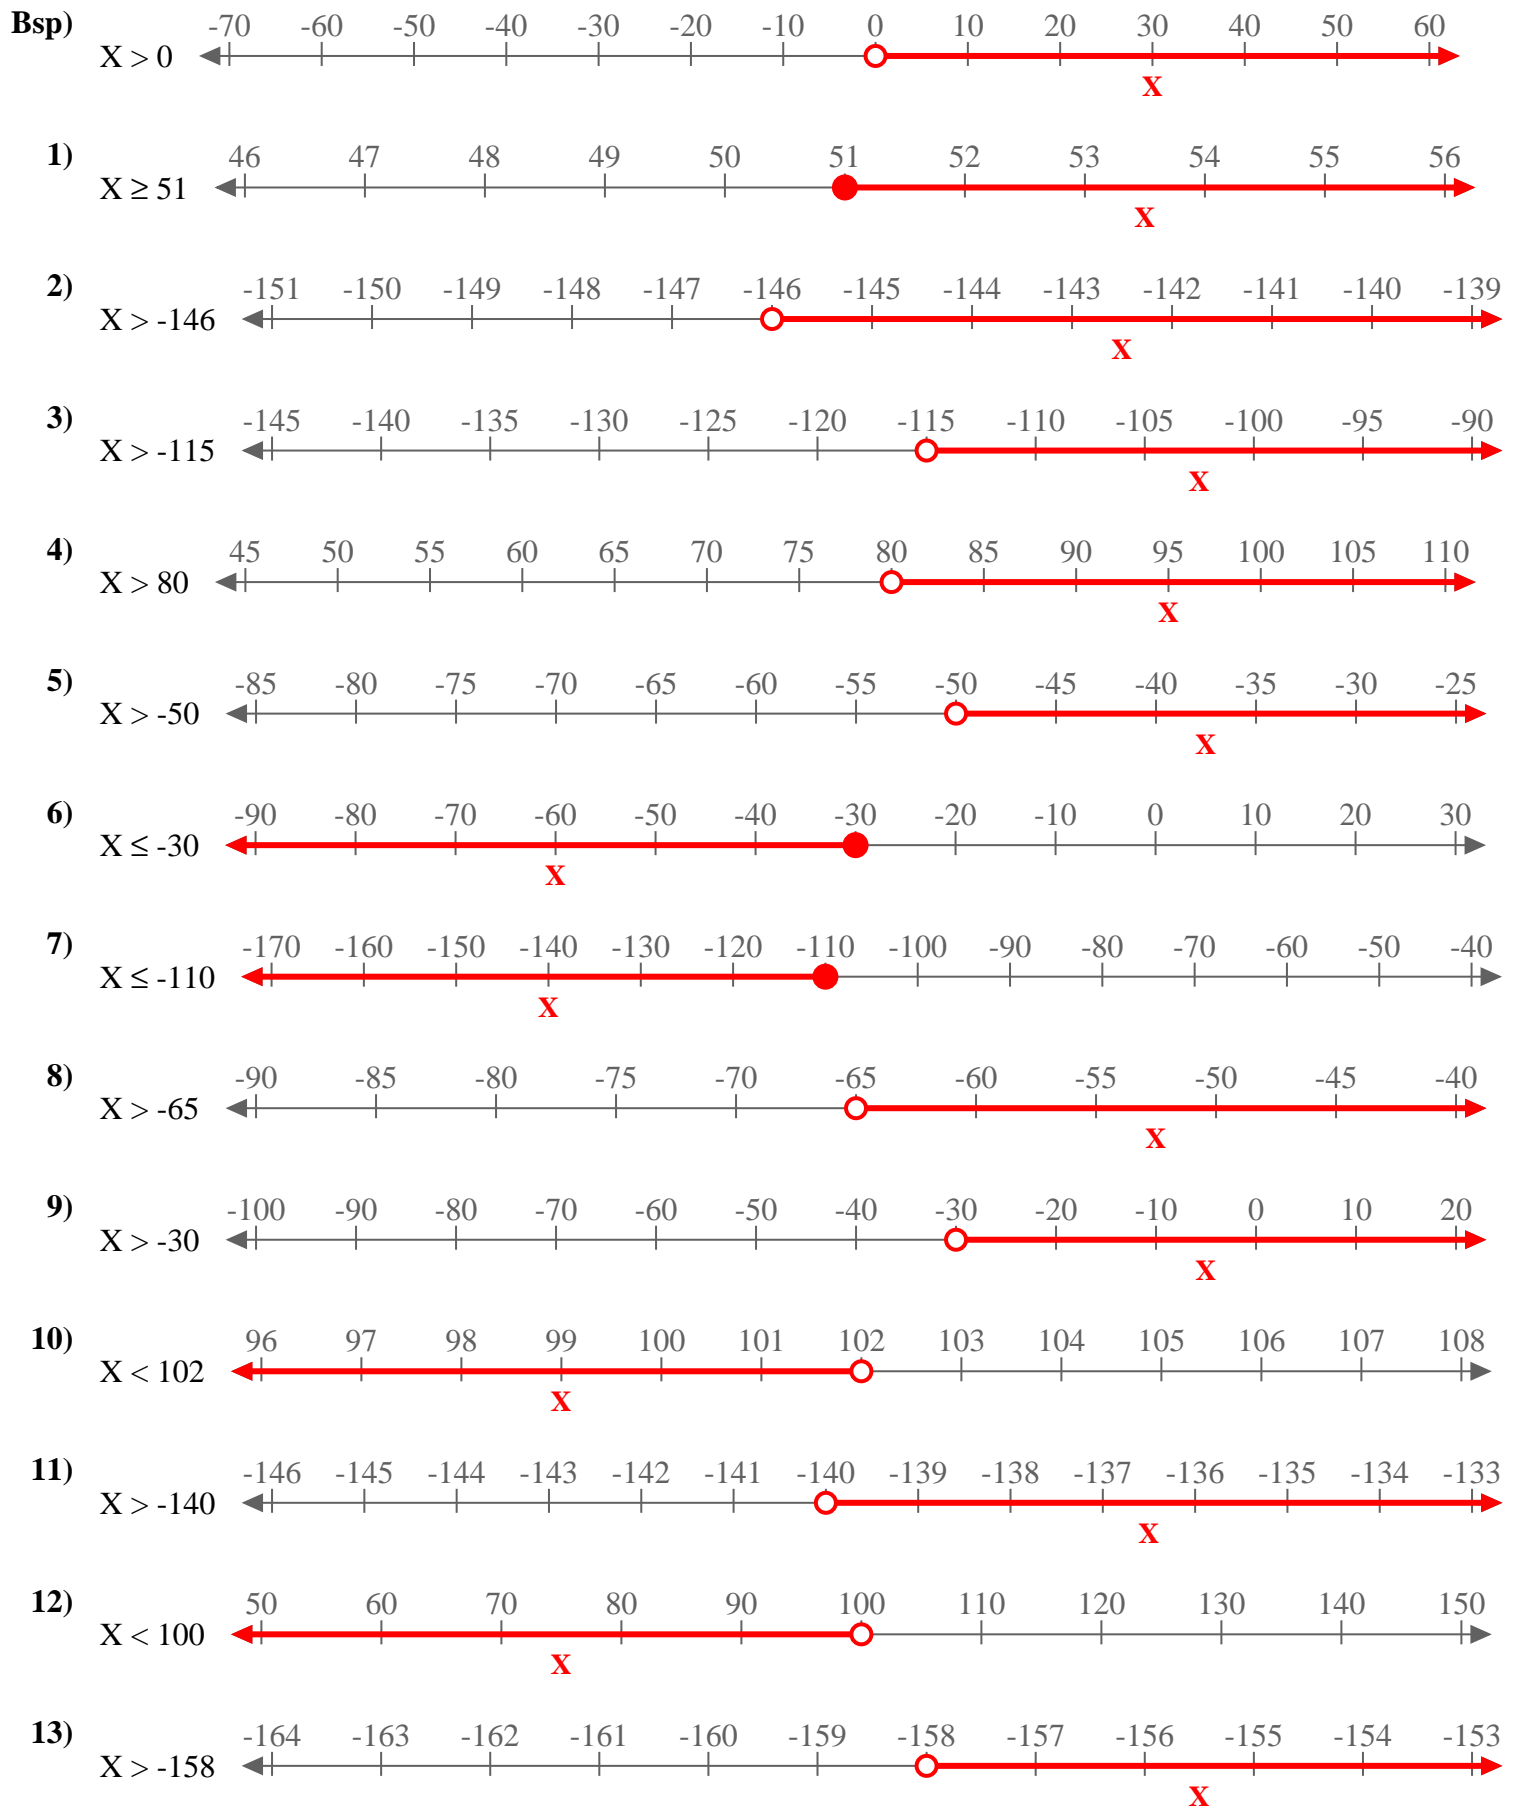 Bsp) -70 -60 -50 -40 -30 -20 -10 0 10 20 30 40 50 60
X > 0
X
1) 46 47 48 49 50 51 52 53 54 55 56
X ≥ 51
X
2) -151 -150 -149 -148 -147 -146 -145 -144 -143 -142 -141 -140 -139
X > -146
X
3) -145 -140 -135 -130 -125 -120 -115 -110 -105 -100 -95 -90
X > -115
X
4) 45 50 55 60 65 70 75 80 85 90 95 100 105 110
X > 80
X
5) -85 -80 -75 -70 -65 -60 -55 -50 -45 -40 -35 -30 -25
X > -50
X
6) -90 -80 -70 -60 -50 -40 -30 -20 -10 0 10 20 30
X ≤ -30
X
7) -170 -160 -150 -140 -130 -120 -110 -100 -90 -80 -70 -60 -50 -40
X ≤ -110
X
8) -90 -85 -80 -75 -70 -65 -60 -55 -50 -45 -40
X > -65
X
9) -100 -90 -80 -70 -60 -50 -40 -30 -20 -10 0 10 20
X > -30
X
10) 96 97 98 99 100 101 102 103 104 105 106 107 108
X < 102
X
11) -146 -145 -144 -143 -142 -141 -140 -139 -138 -137 -136 -135 -134 -133
X > -140
X
12) 50 60 70 80 90 100 110 120 130 140 150
X < 100
X
13) -164 -163 -162 -161 -160 -159 -158 -157 -156 -155 -154 -153
X > -158
X